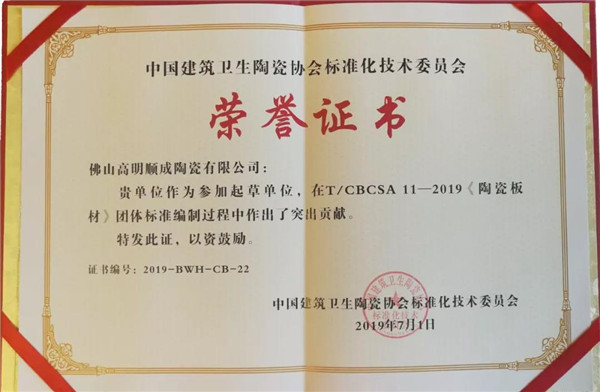 中国建筑卫生陶瓷协会标准化技术委员会
荣誉证书
佛山高明顺成陶瓷有限公司：
贵单位作为参加起草单位，在T/CBCSA 11—2019《陶瓷板
材》团体标准编制过程中作出了突出贡献。
特发此证，以资鼓励。
证书编号：2019-BWH-CB-22
中国建筑卫生陶瓷协会标准化技术委员会
2019年7月1日
标准化技术